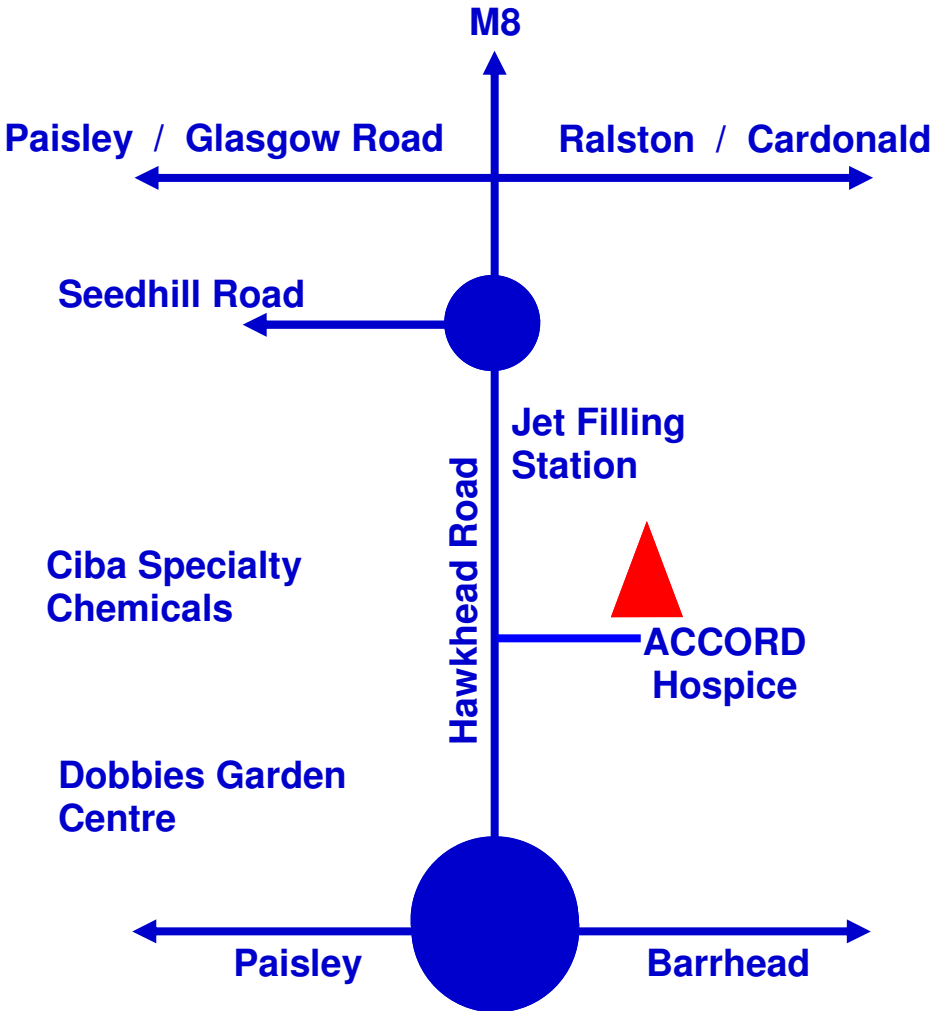 M8
Paisley / Glasgow Road
Ralston / Cardonald
Seedhill Road
Jet Filling
Station
Hawkhead Road
Ciba Specialty
Chemicals
ACCORD
Hospice
Dobbies Garden
Centre
Paisley
Barrhead